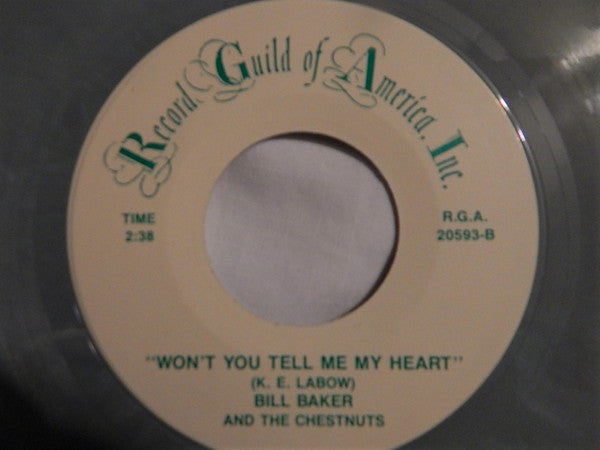 Record Guild of America, Inc.
TIME
2:38
R.G.A.
20593-B
"WON'T YOU TELL ME MY HEART"
(K. E. LABOW)
BILL BAKER
AND THE CHESTNUTS